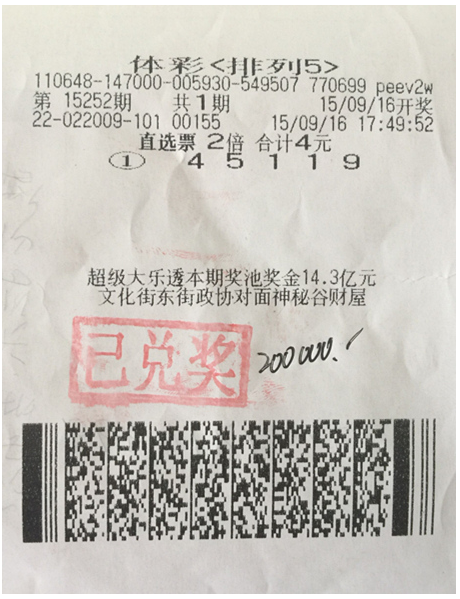 体彩<排列5>
110648-147000-005930-549507 770699 peev2w
第 15252期 共1期 15/09/16开奖
22-022009-101 00155 15/09/16 17:49:52
直选票 2倍 合计4元
① 4 5 1 1 9
超级大乐透本期奖池奖金14.3亿元
文化街东街政协对面神秘谷财屋
已兑奖
200000.-